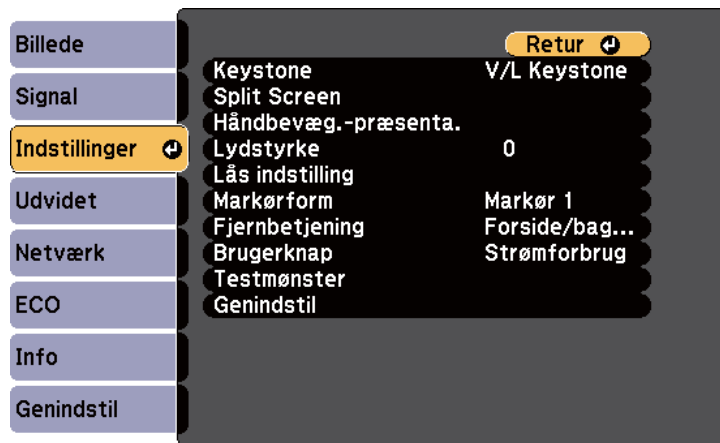 Billede
Signal
Indstillinger
Udvidet
Netværk
ECO
Info
Genindstil
Retur
Keystone V/L Keystone
Split Screen
Håndbevæg.-præsenta.
Lydstyrke 0
Lås indstilling
Markørform Markør 1
Fjernbetjening Forside/bag...
Brugerknap Strømforbrug
Testmønster
Genindstil